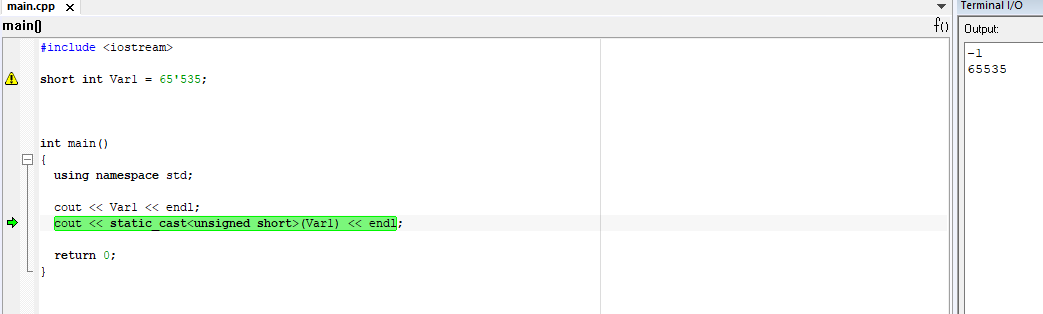 main.cpp x
Terminal I/O
main()
f()
Output:
#include <iostream>
short int Var1 = 65'535;
int main()
{
using namespace std;
cout << Var1 << endl;
cout << static_cast<unsigned short>(Var1) << endl;
return 0;
}
-1
65535